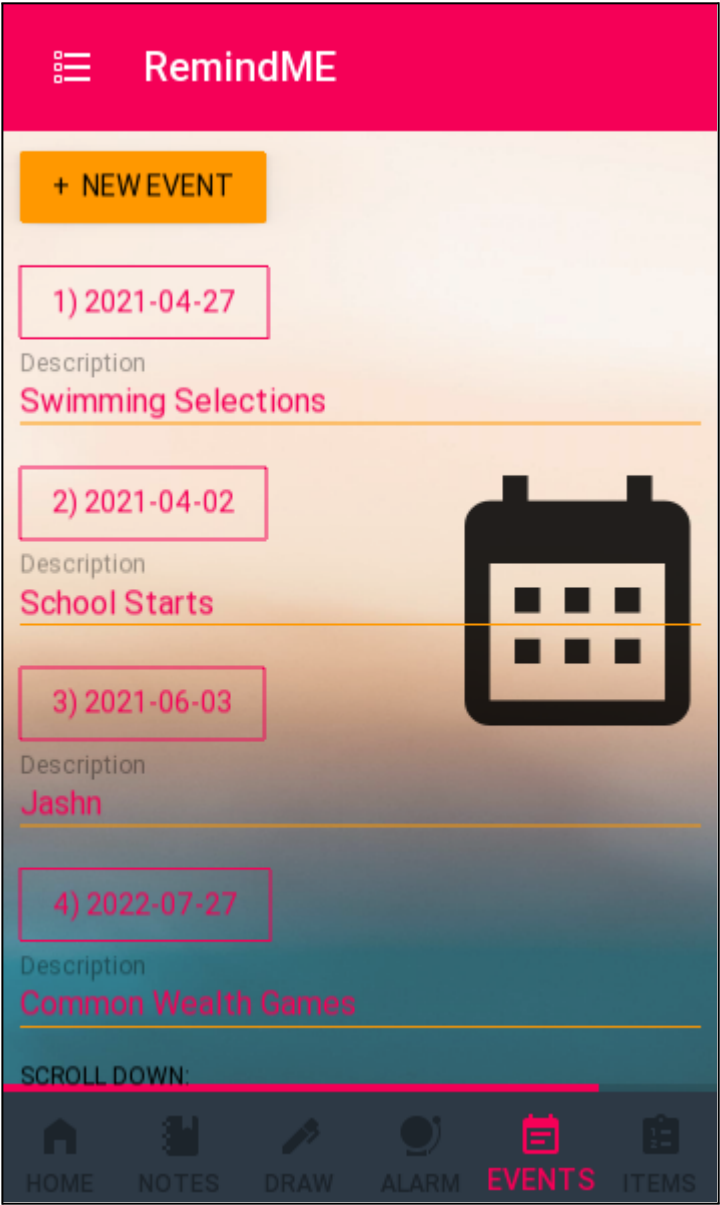 RemindME
+ NEW EVENT
1) 2021-04-27
Description
Swimming Selections
2) 2021-04-02
Description
School Starts
3) 2021-06-03
Description
Jashn
4) 2022-07-27
Description
Common Wealth Games
SCROLL DOWN:
HOME NOTES DRAW ALARM EVENTS ITEMS